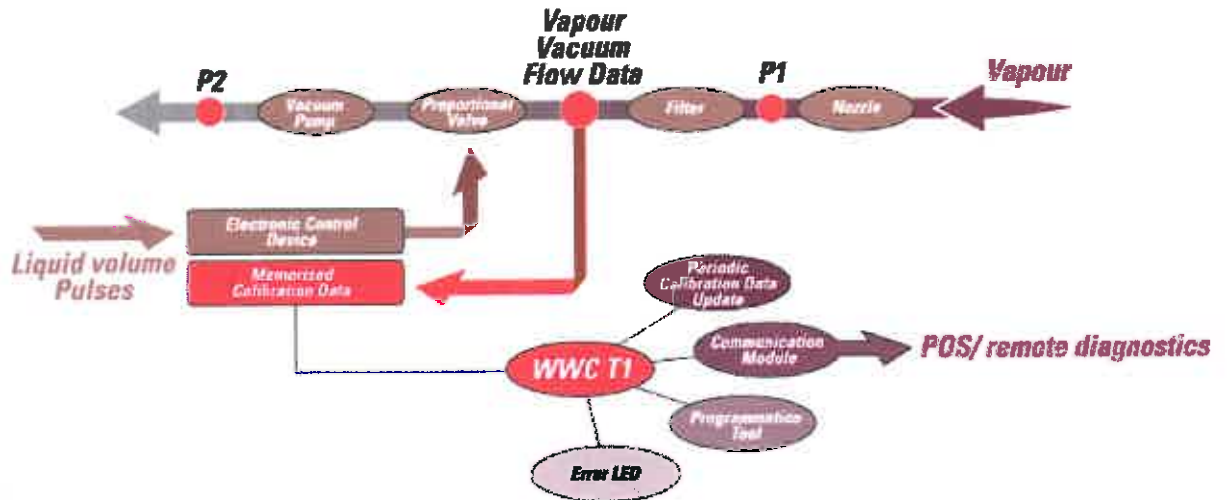 Vapour
Vacuum
Flow Data
P2
P1
Vapour
Vacuum
Pump
Proportional
Valve
Filter
Nozzle
Liquid volume
Pulses
Electronic Control
Device
Memorised
Calibration Data
Periodic
Calibration Data
Update
Communication
Module
POS/ remote diagnostics
WWC T1
Programmation
Tool
Error LED